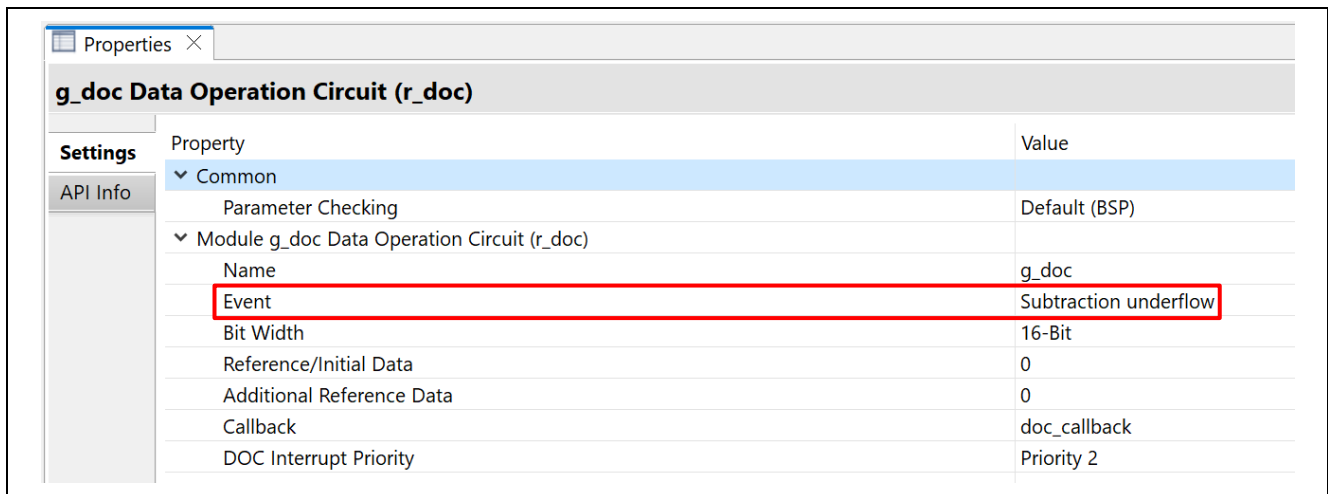 Properties
g_doc Data Operation Circuit (r_doc)
Settings
API Info
Property Value
Common
Parameter Checking Default (BSP)
Module g_doc Data Operation Circuit (r_doc)
Name g_doc
Event Subtraction underflow
Bit Width 16-Bit
Reference/Initial Data 0
Additional Reference Data 0
Callback doc_callback
DOC Interrupt Priority Priority 2